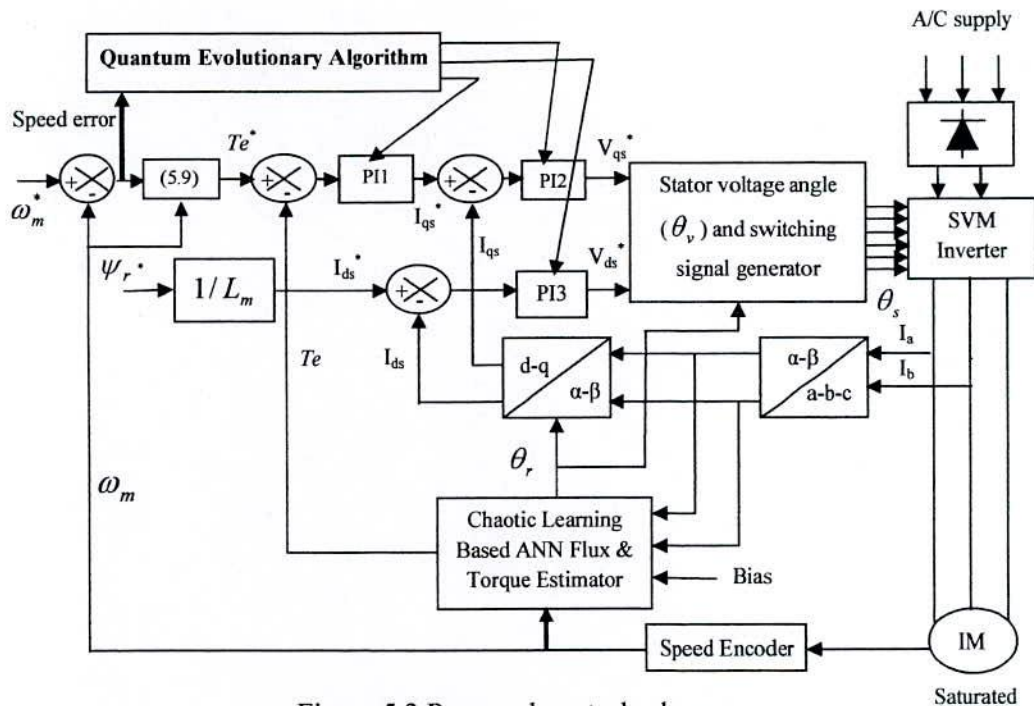 A/C supply
Quantum Evolutionary Algorithm
Speed error
Te*
Vqs*
+
-
(5.9)
+
-
PI1
+
-
PI2
Stator voltage angle
(θv) and switching
signal generator
SVM
Inverter
ωm*
Iqs*
Iqs
Vds*
ψr*
1/ Lm
Ids*
+
-
PI3
θs
Te
Ids
d-q
α-β
α-β
a-b-c
Ia
Ib
θr
ωm
Chaotic Learning
Based ANN Flux &
Torque Estimator
Bias
Speed Encoder
IM
Saturated